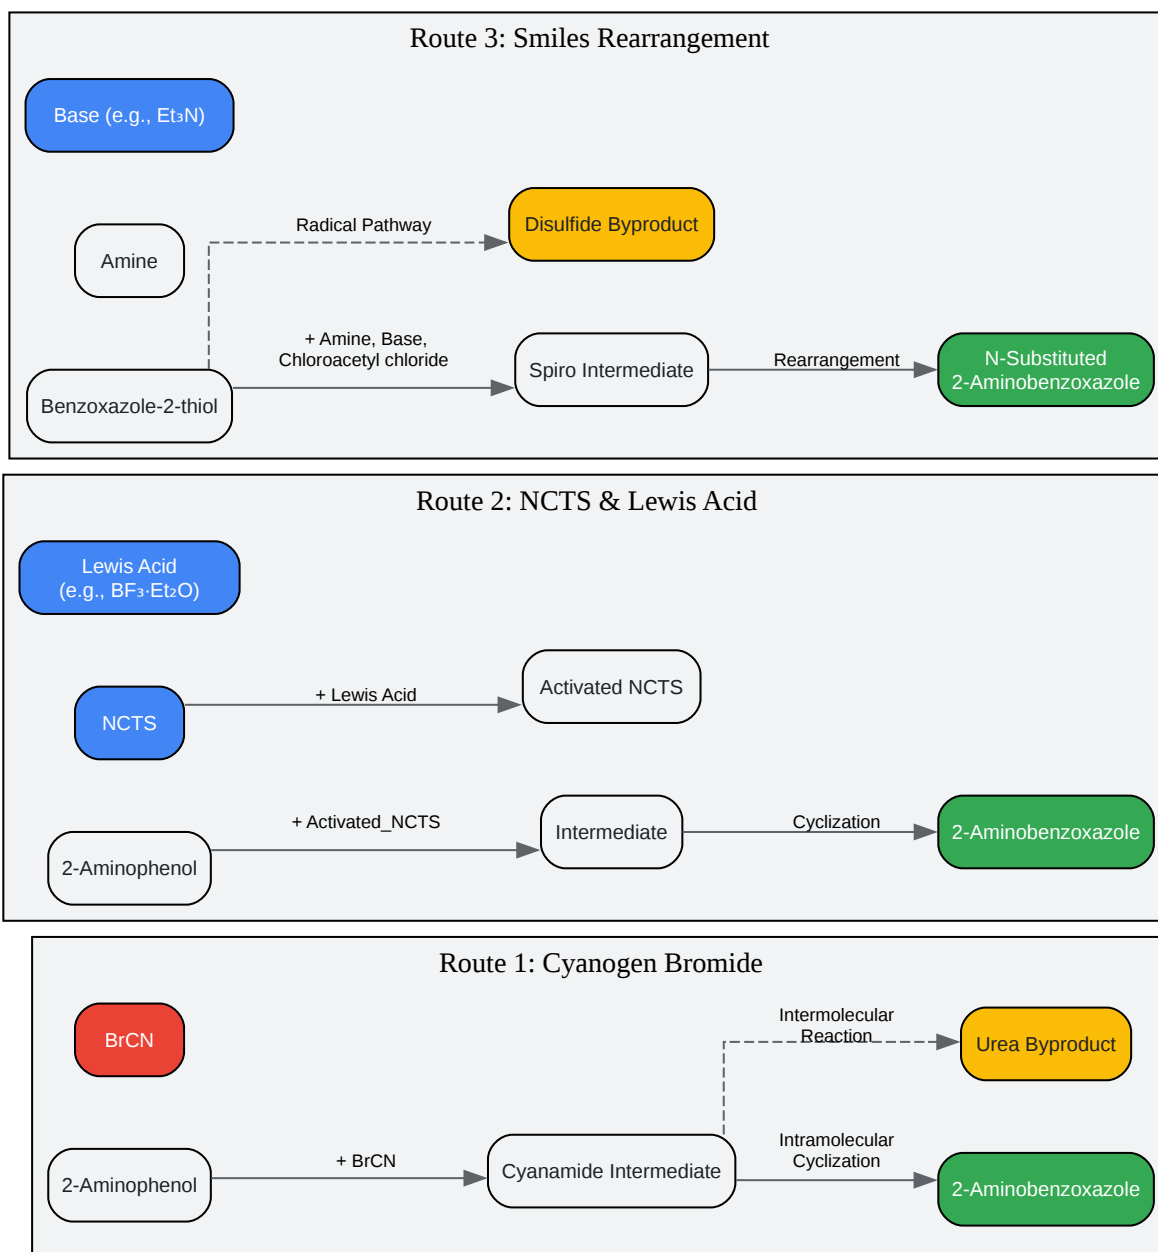 Route 3: Smiles Rearrangement
Base (e.g., Et₃N)
Radical Pathway
Disulfide Byproduct
Amine
+ Amine, Base,
Chloroacetyl chloride
Spiro Intermediate
Rearrangement
N-Substituted
2-Aminobenzoxazole
Benzoxazole-2-thiol
Route 2: NCTS & Lewis Acid
Lewis Acid
(e.g., BF₃·Et₂O)
NCTS
+ Lewis Acid
Activated NCTS
2-Aminophenol
+ Activated_NCTS
Intermediate
Cyclization
2-Aminobenzoxazole
Route 1: Cyanogen Bromide
BrCN
Intermolecular
Reaction
Urea Byproduct
2-Aminophenol
+ BrCN
Cyanamide Intermediate
Intramolecular
Cyclization
2-Aminobenzoxazole